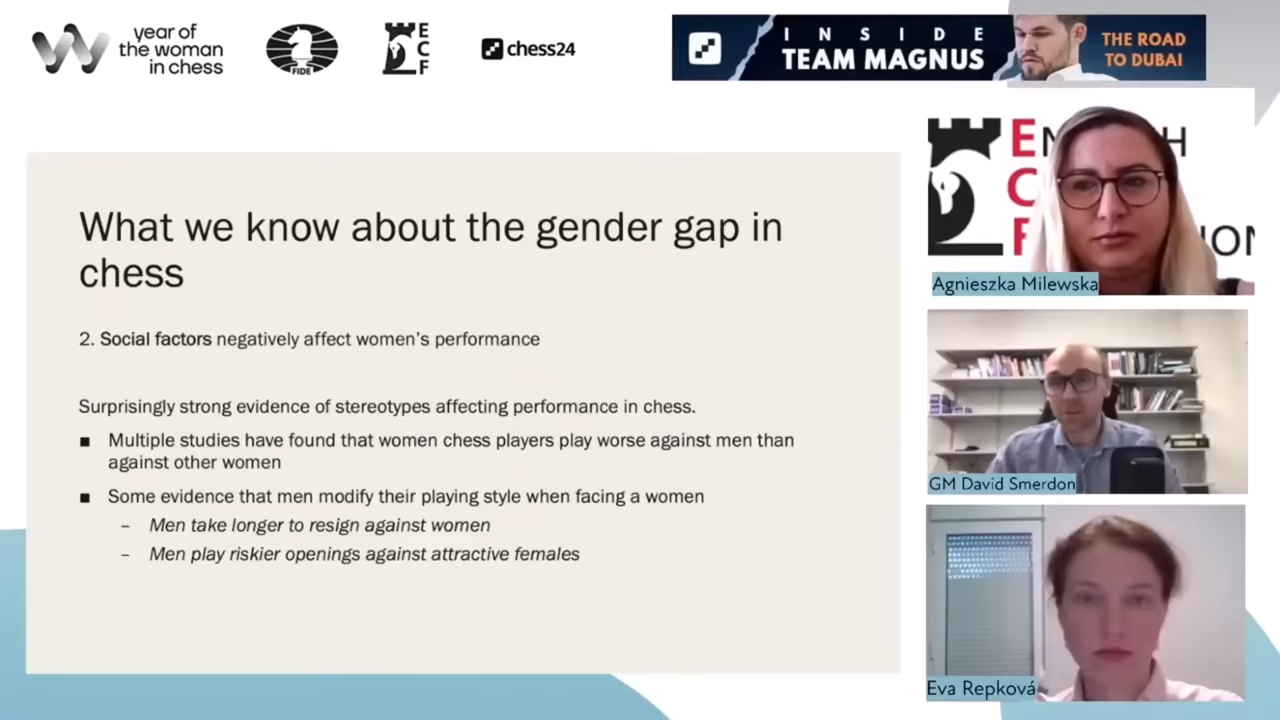 year of
the woman
in chess
FIDE
E
C
F
chess24
INSIDE
TEAM MAGNUS
THE ROAD
TO DUBAI
What we know about the gender gap in
chess
2. Social factors negatively affect women's performance
Surprisingly strong evidence of stereotypes affecting performance in chess.
■ Multiple studies have found that women chess players play worse against men than
against other women
■ Some evidence that men modify their playing style when facing a women
– Men take longer to resign against women
– Men play riskier openings against attractive females
Agnieszka Milewska
GM David Smerdon
Eva Repková